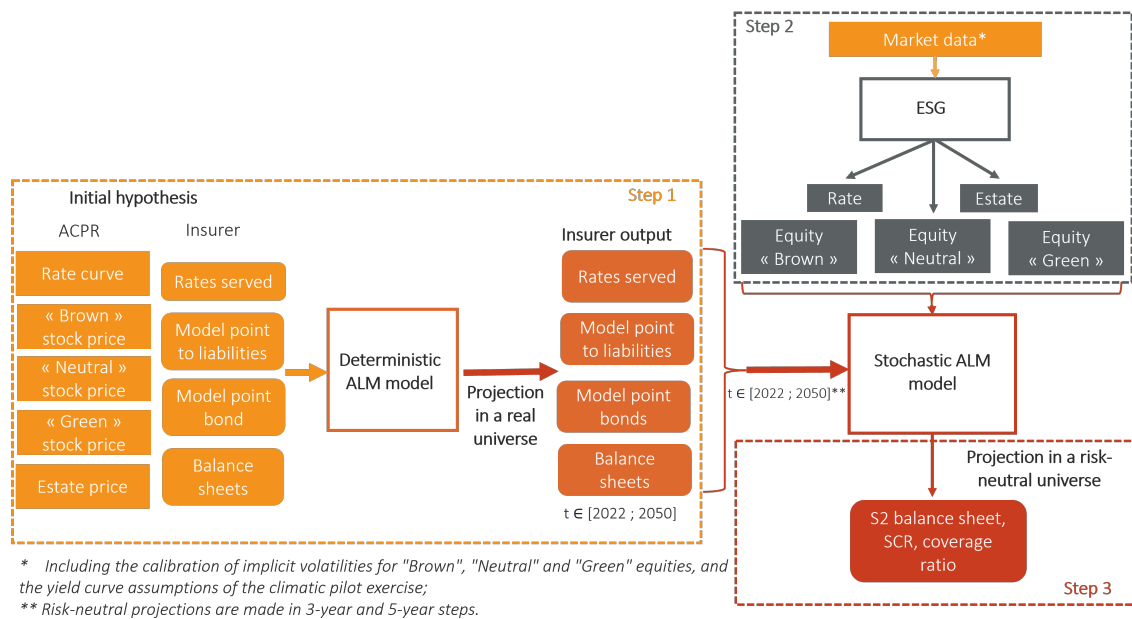 Step 2
Market data*
ESG
Rate
Estate
Equity
« Brown »
Equity
« Neutral »
Equity
« Green »
Step 1
Initial hypothesis
ACPR
Insurer
Rate curve
« Brown »
stock price
« Neutral »
stock price
« Green »
stock price
Estate price
Rates served
Model point
to liabilities
Model point
bond
Balance
sheets
Deterministic
ALM model
Projection
in a real
universe
Insurer output
Rates served
Model point
to liabilities
Model point
bonds
Balance
sheets
t ∈ [2022 ; 2050]
t ∈ [2022 ; 2050]**
Stochastic ALM
model
Projection in a risk-
neutral universe
S2 balance sheet,
SCR, coverage
ratio
Step 3
* Including the calibration of implicit volatilities for "Brown", "Neutral" and "Green" equities, and
the yield curve assumptions of the climatic pilot exercise;
** Risk-neutral projections are made in 3-year and 5-year steps.